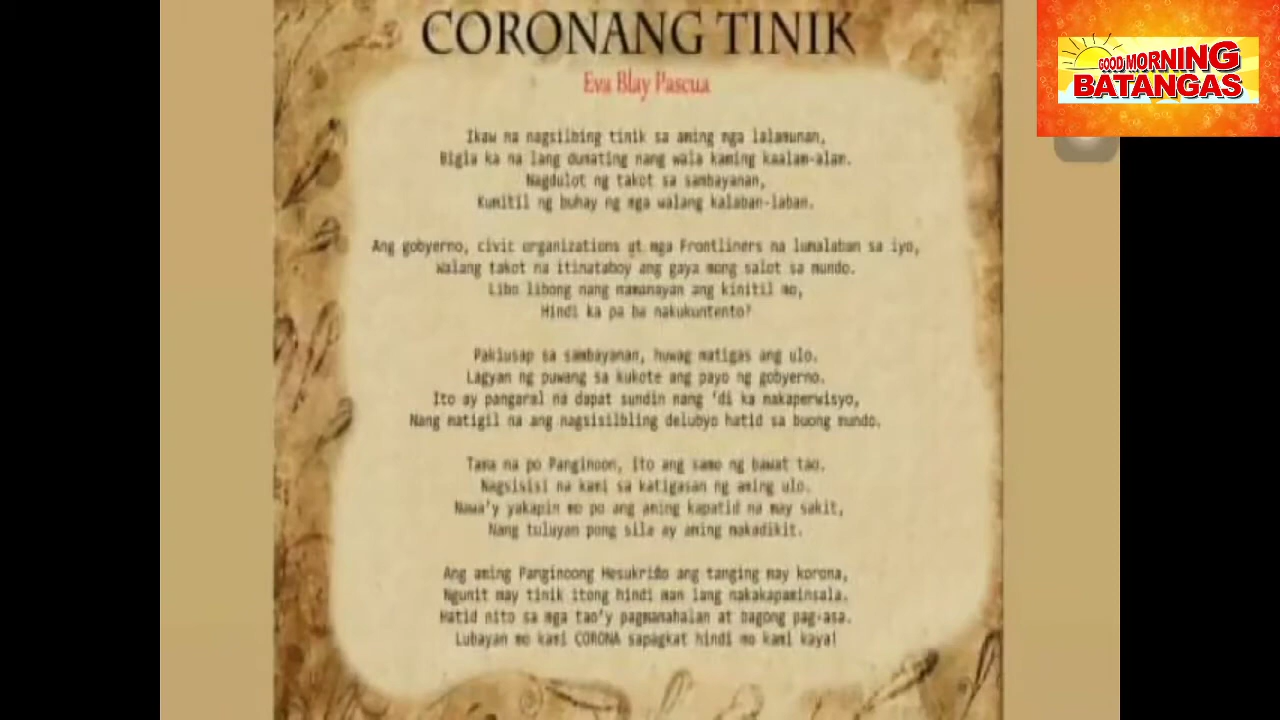 CORONANG TINIK
Eva Blay Pascua
GOOD MORNING
BATANGAS
Ikaw na nagsilbing tinik sa aming mga lalamunan,
Bigla ka na lang dumating nang wala kaming kaalam-alam.
Nagdulot ng takot sa sambayanan,
Kumitil ng buhay ng mga walang kalaban-laban.
Ang gobyerno, civic organizations at mga Frontliners na lumalaban sa iyo,
Walang takot na itinataboy ang gaya mong salot sa mundo.
Libo libong nang mamamayan ang kinitil mo,
Hindi ka pa ba nakukuntento?
Pakiusap sa sambayanan, huwag matigas ang ulo.
Lagyan ng puwang sa kukote ang payo ng gobyerno.
Ito ay pangaral na dapat sundin nang 'di ka makaperwisyo,
Nang matigil na ang nagsisilbling delubyo hatid sa buong mundo.
Tama na po Panginoon, ito ang samo ng bawat tao.
Nagsisisi na kami sa katigasan ng aming ulo.
Nawa'y yakapin mo po ang aming kapatid na may sakit,
Nang tuluyan pong sila ay aming makadikit.
Ang aming Panginoong Hesukristo ang tanging may korona,
Ngunit may tinik itong hindi man lang nakakapaminsala.
Hatid nito sa mga tao'y pagmamahalan at bagong pag-asa.
Lubayan mo kami CORONA sapagkat hindi mo kami kaya!